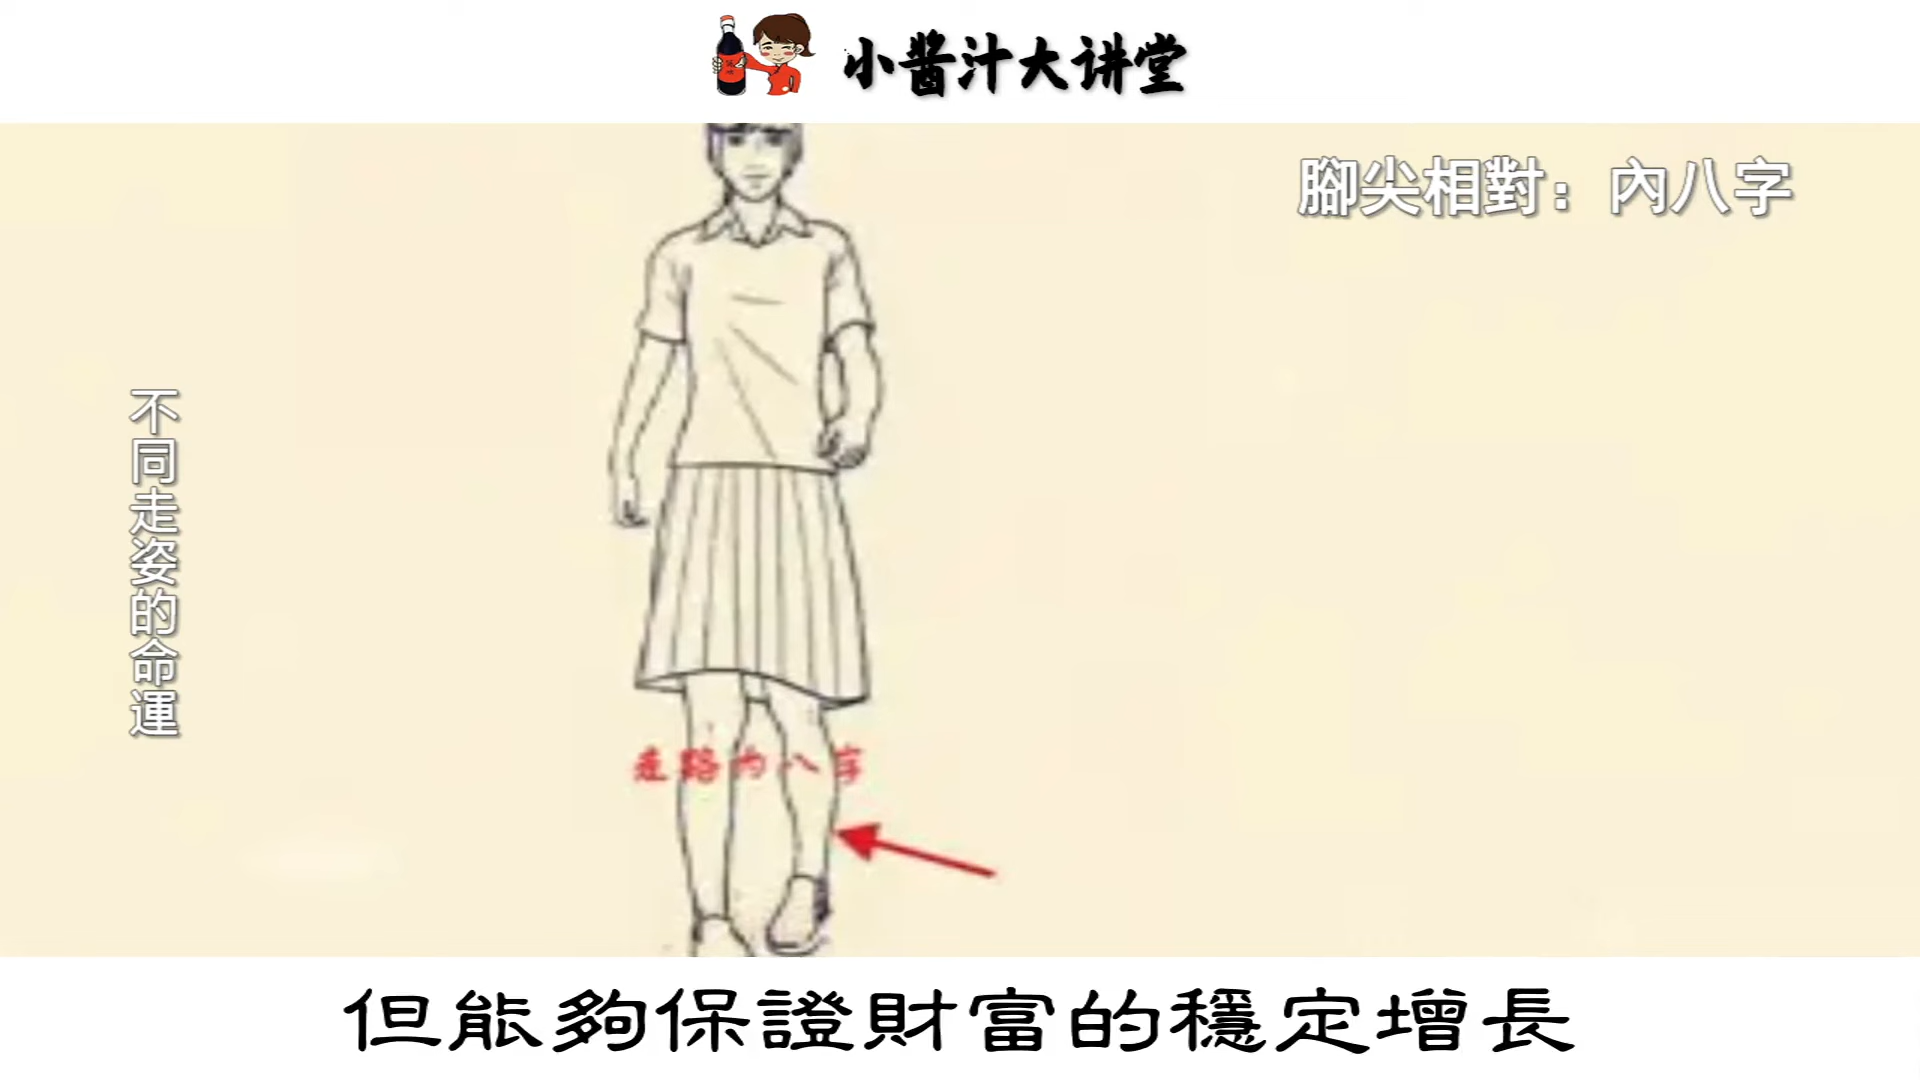 小酱汁大讲堂
腳尖相對：內八字
不同走姿的命運
走路内八字
但能夠保證財富的穩定增長